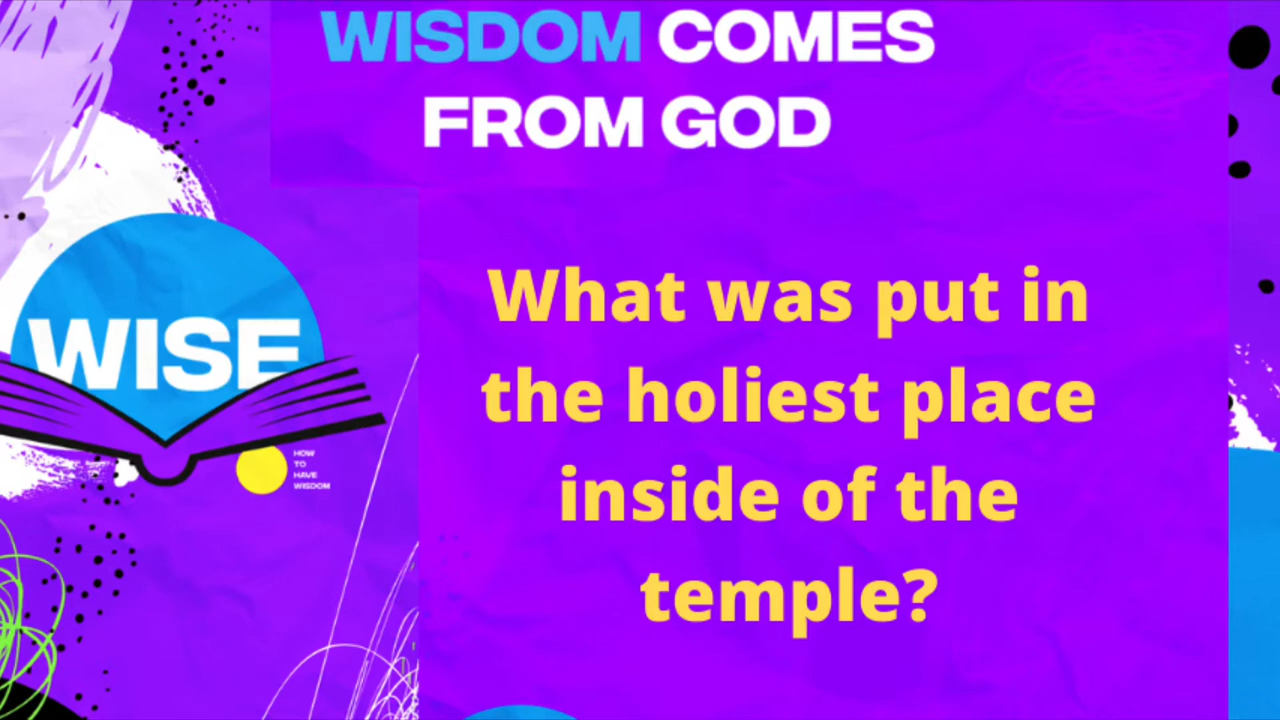 WISDOM COMES
FROM GOD
What was put in
the holiest place
inside of the
temple?
WISE
HOW
TO
HAVE
WISDOM